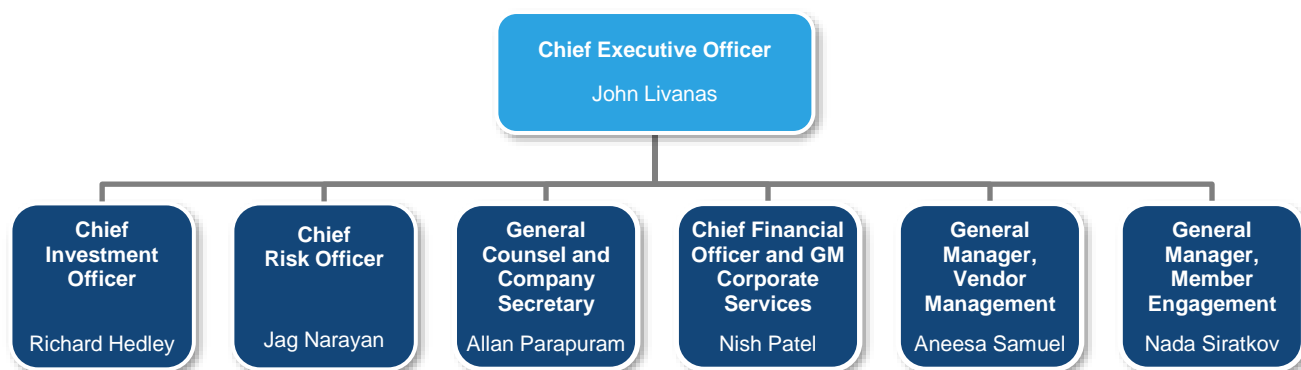 Chief Executive Officer
John Livanas
Chief
Investment
Officer
Richard Hedley
Chief
Risk Officer
Jag Narayan
General
Counsel and
Company
Secretary
Allan Parapuram
Chief Financial
Officer and GM
Corporate
Services
Nish Patel
General
Manager,
Vendor
Management
Aneesa Samuel
General
Manager,
Member
Engagement
Nada Siratkov